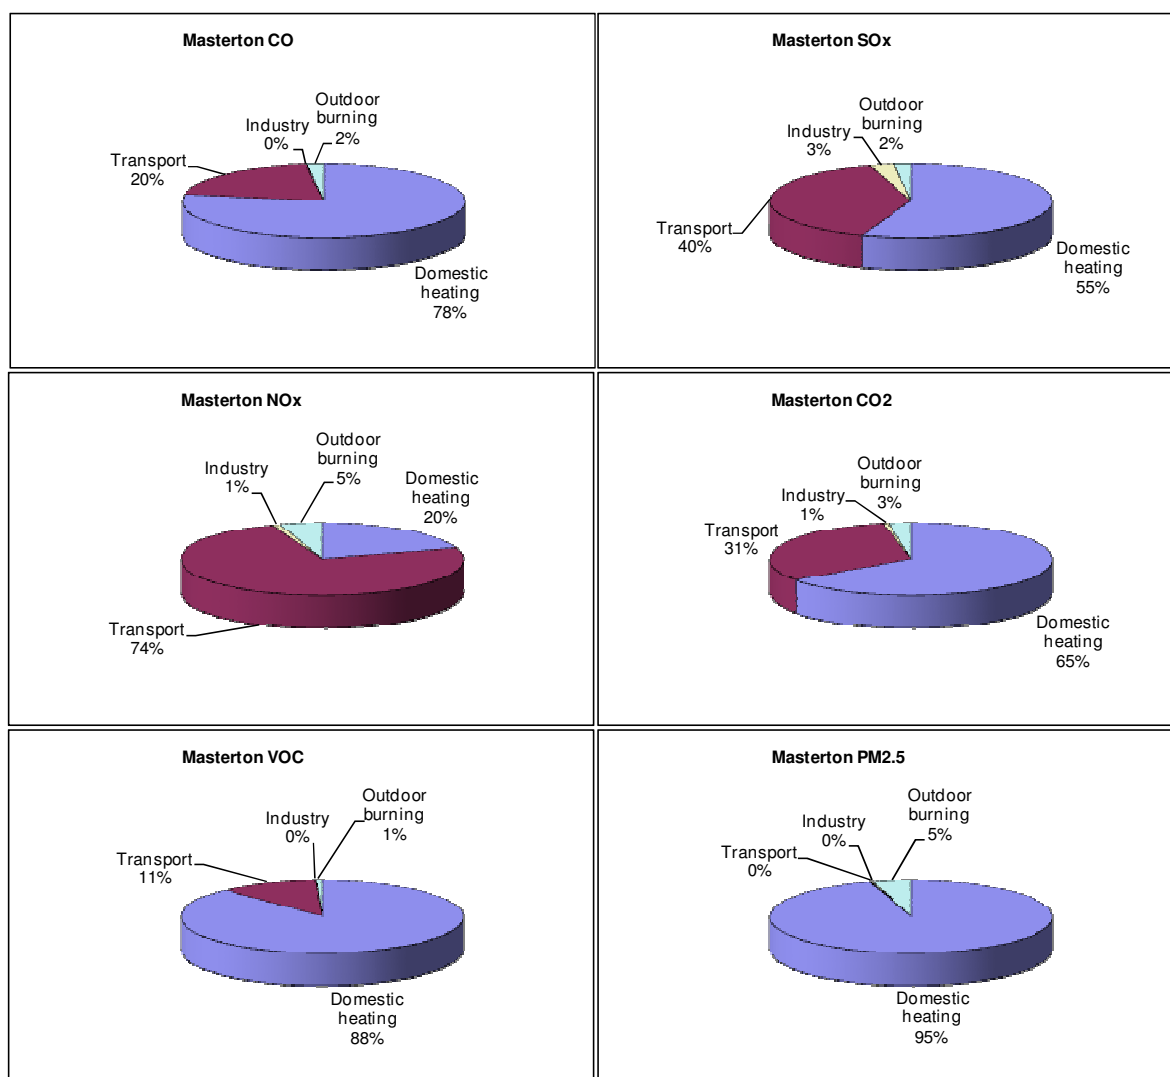 Masterton CO
Outdoor
burning
2%
Industry
0%
Transport
20%
Domestic
heating
78%
Masterton SOx
Outdoor
burning
2%
Industry
3%
Transport
40%
Domestic
heating
55%
Masterton NOx
Outdoor
burning
5%
Industry
1%
Domestic
heating
20%
Transport
74%
Masterton CO2
Outdoor
burning
3%
Industry
1%
Transport
31%
Domestic
heating
65%
Masterton VOC
Outdoor
burning
1%
Industry
0%
Transport
11%
Domestic
heating
88%
Masterton PM2.5
Outdoor
burning
5%
Industry
0%
Transport
0%
Domestic
heating
95%